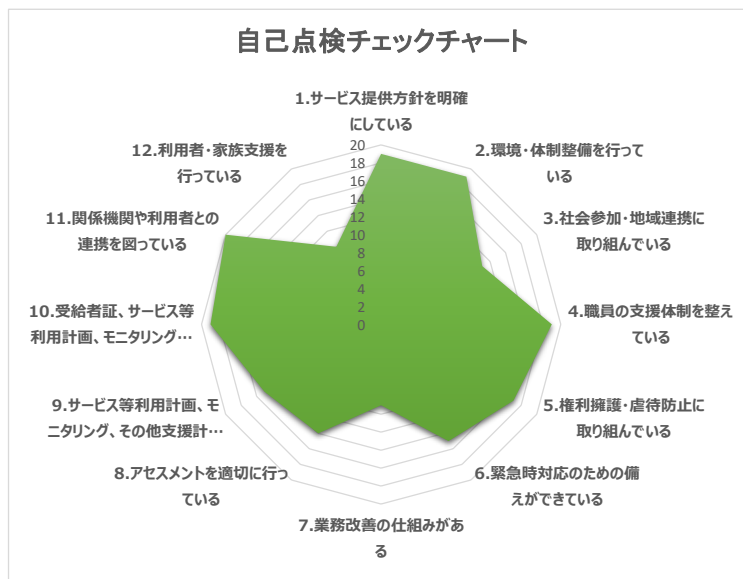 自己点検チェックチャート
1.サービス提供方針を明確
にしている
2.環境・体制整備を行って
いる
3.社会参加・地域連携に
取り組んでいる
4.職員の支援体制を整え
ている
5.権利擁護・虐待防止に
取り組んでいる
6.緊急時対応のための備
えができている
7.業務改善の仕組みがあ
る
8.アセスメントを適切に行っ
ている
9.サービス等利用計画、モ
ニタリング、その他支援計…
10.受給者証、サービス等
利用計画、モニタリング…
11.関係機関や利用者との
連携を図っている
12.利用者・家族支援を
行っている
20
18
16
14
12
10
8
6
4
2
0